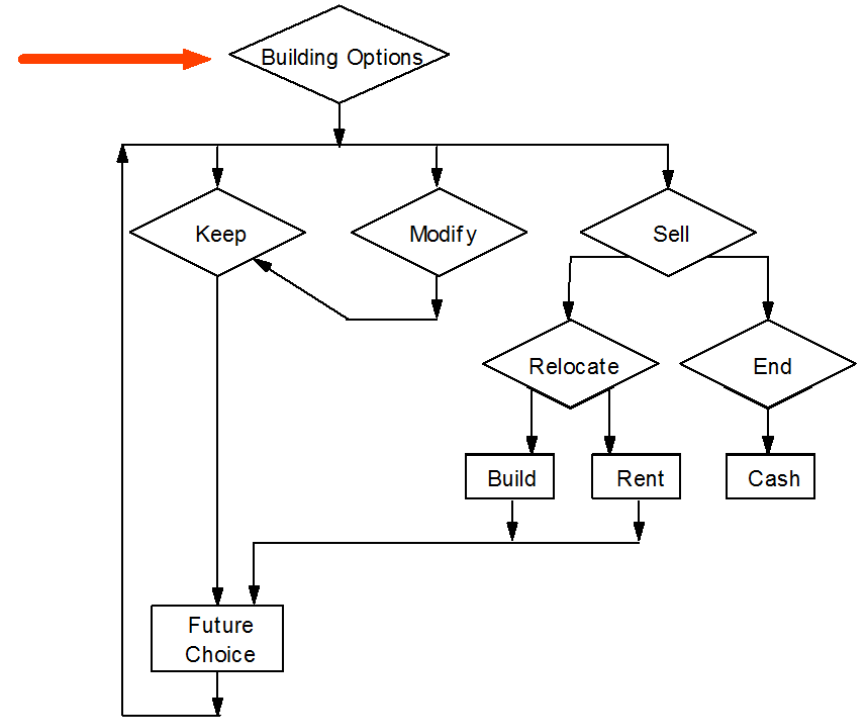 Building Options
Keep
Modify
Sell
Relocate
End
Build
Rent
Cash
Future
Choice